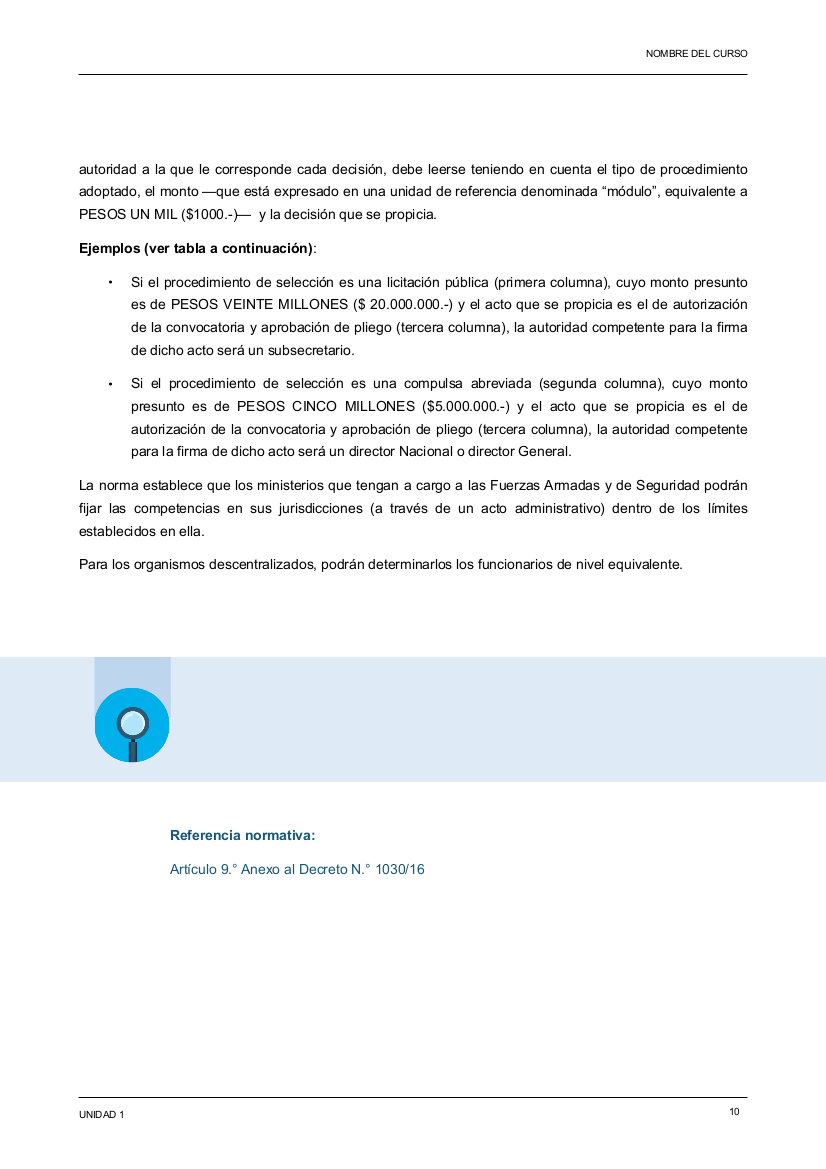 NOMBRE DEL CURSO
autoridad a la que le corresponde cada decisión, debe leerse teniendo en cuenta el tipo de procedimiento
adoptado, el monto —que está expresado en una unidad de referencia denominada “módulo”, equivalente a
PESOS UN MIL ($1000.-)— y la decisión que se propicia.
Ejemplos (ver tabla a continuación):
• Si el procedimiento de selección es una licitación pública (primera columna), cuyo monto presunto
es de PESOS VEINTE MILLONES ($ 20.000.000.-) y el acto que se propicia es el de autorización
de la convocatoria y aprobación de pliego (tercera columna), la autoridad competente para la firma
de dicho acto será un subsecretario.
• Si el procedimiento de selección es una compulsa abreviada (segunda columna), cuyo monto
presunto es de PESOS CINCO MILLONES ($5.000.000.-) y el acto que se propicia es el de
autorización de la convocatoria y aprobación de pliego (tercera columna), la autoridad competente
para la firma de dicho acto será un director Nacional o director General.
La norma establece que los ministerios que tengan a cargo a las Fuerzas Armadas y de Seguridad podrán
fijar las competencias en sus jurisdicciones (a través de un acto administrativo) dentro de los límites
establecidos en ella.
Para los organismos descentralizados, podrán determinarlos los funcionarios de nivel equivalente.
Referencia normativa:
Artículo 9.° Anexo al Decreto N.° 1030/16
UNIDAD 1
10